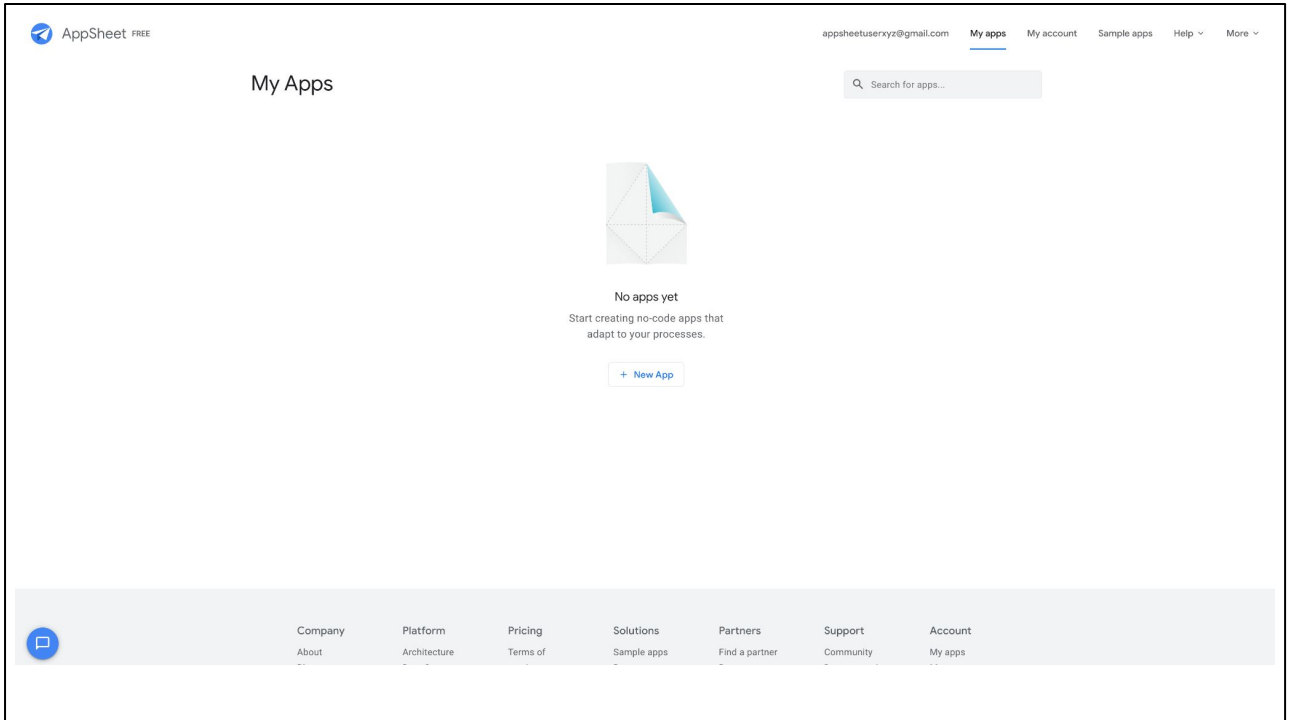 AppSheet FREE
appsheetuserxyz@gmail.com My apps My account Sample apps Help More
My Apps
Search for apps...
No apps yet
Start creating no-code apps that
adapt to your processes.
+ New App
Company Platform Pricing Solutions Partners Support Account
About Architecture Terms of Sample apps Find a partner Community My apps